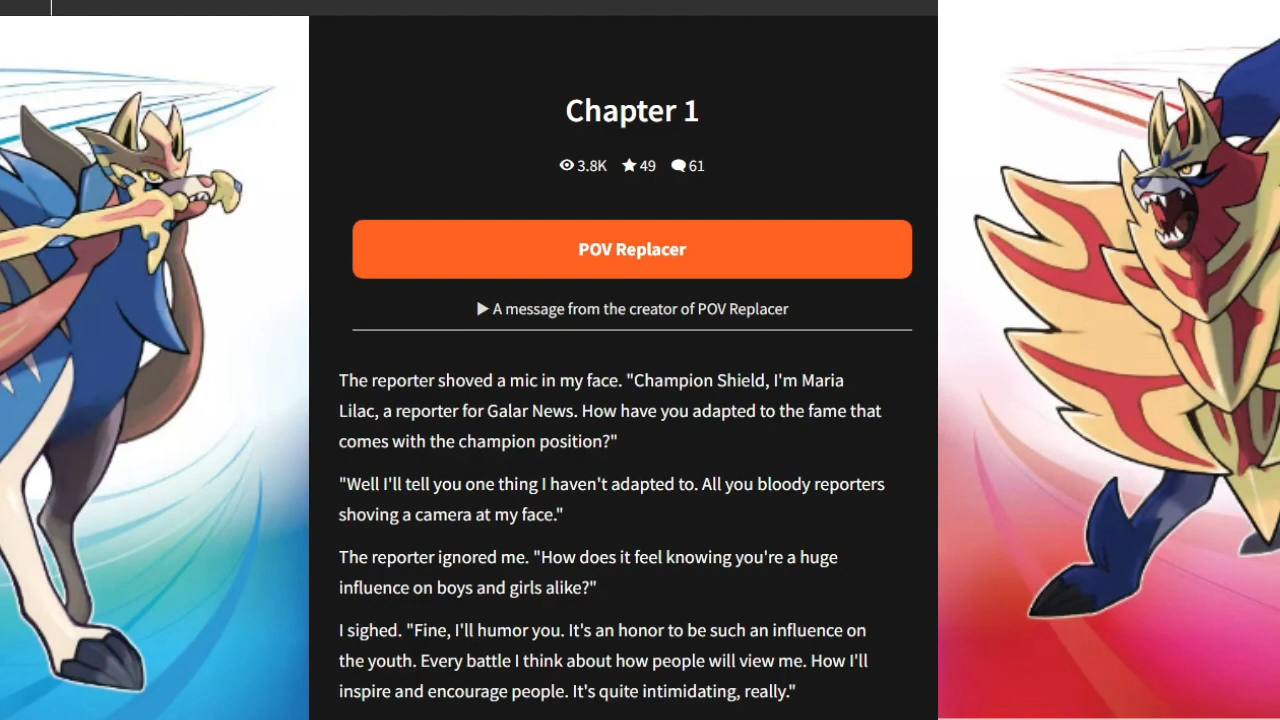 Chapter 1
3.8K 49 61
POV Replacer
▶ A message from the creator of POV Replacer
The reporter shoved a mic in my face. "Champion Shield, I'm Maria
Lilac, a reporter for Galar News. How have you adapted to the fame that
comes with the champion position?"
"Well I'll tell you one thing I haven't adapted to. All you bloody reporters
shoving a camera at my face."
The reporter ignored me. "How does it feel knowing you're a huge
influence on boys and girls alike?"
I sighed. "Fine, I'll humor you. It's an honor to be such an influence on
the youth. Every battle I think about how people will view me. How I'll
inspire and encourage people. It's quite intimidating, really."